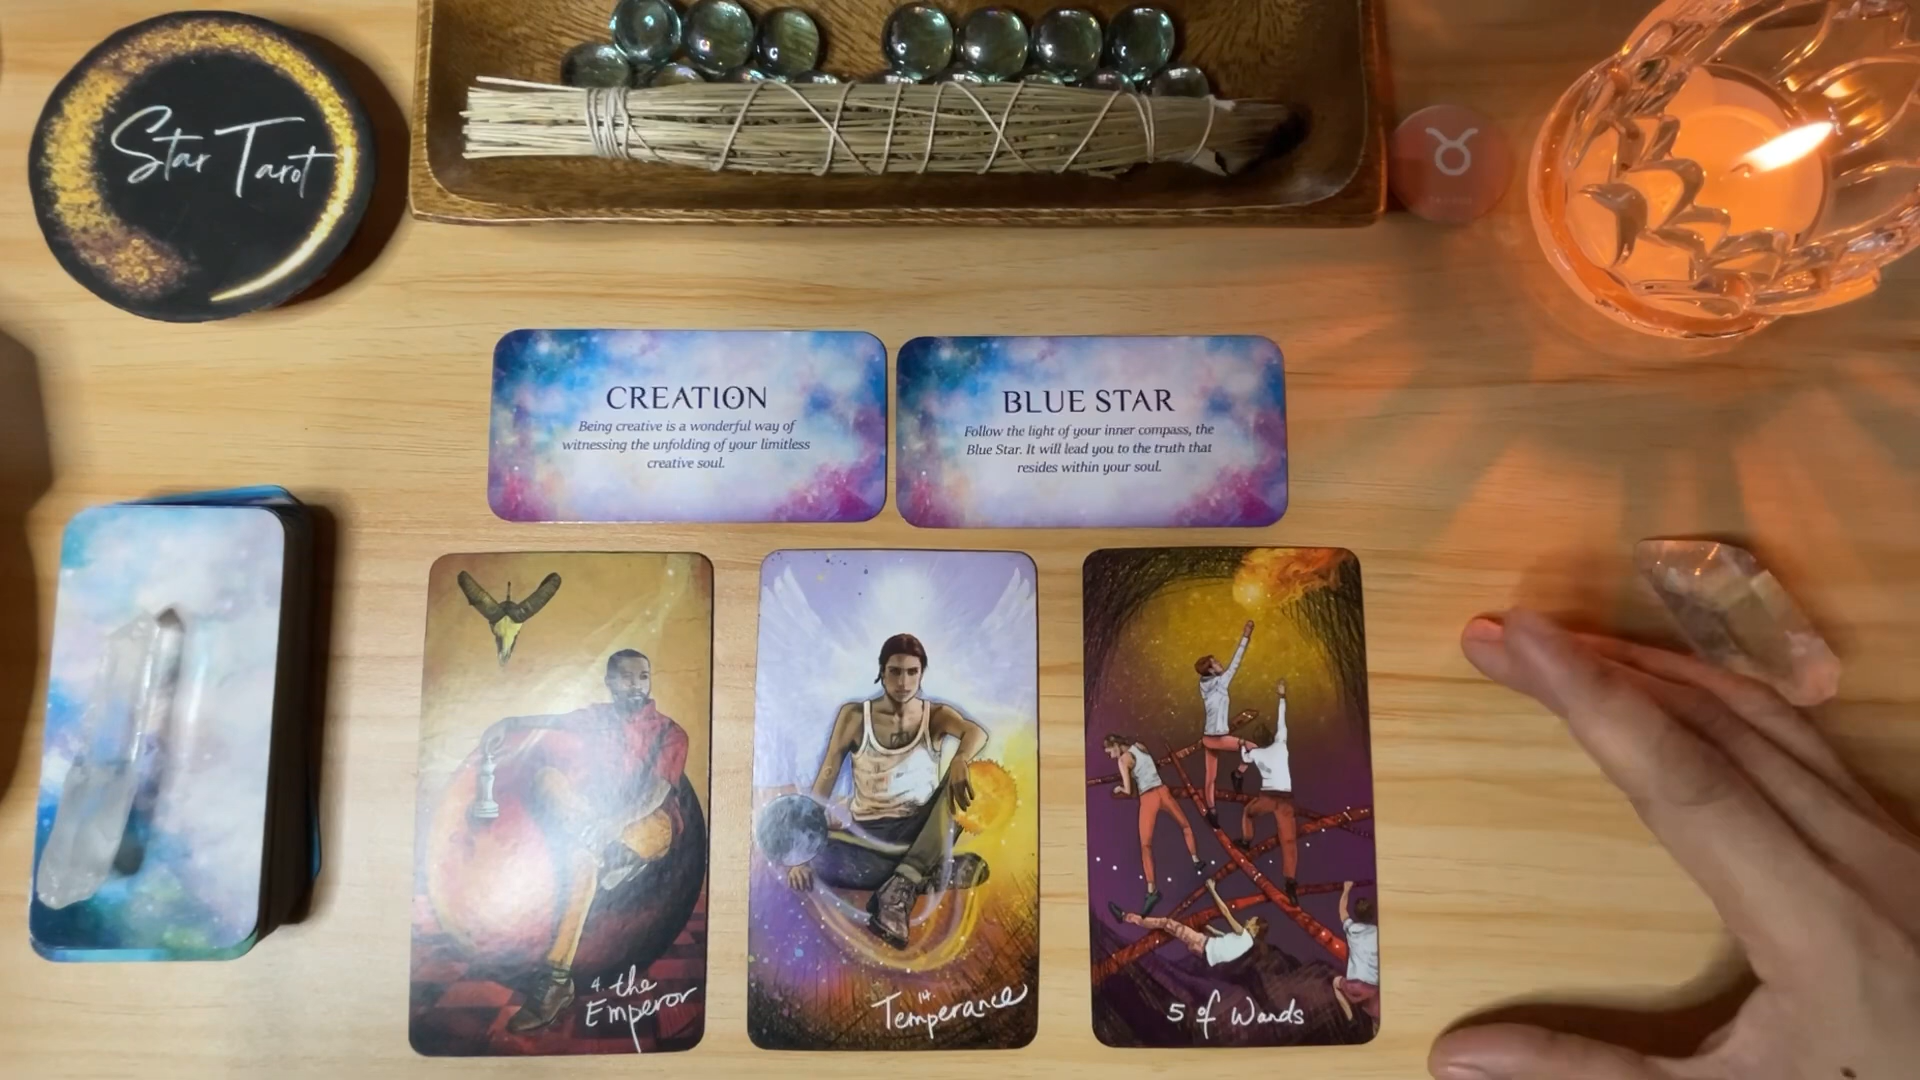 Star Tarot
CREATION
Being creative is a wonderful way of
witnessing the unfolding of your limitless
creative soul.
BLUE STAR
Follow the light of your inner compass, the
Blue Star. It will lead you to the truth that
resides within your soul.
4. the
Emperor
14.
Temperance
5 of Wands